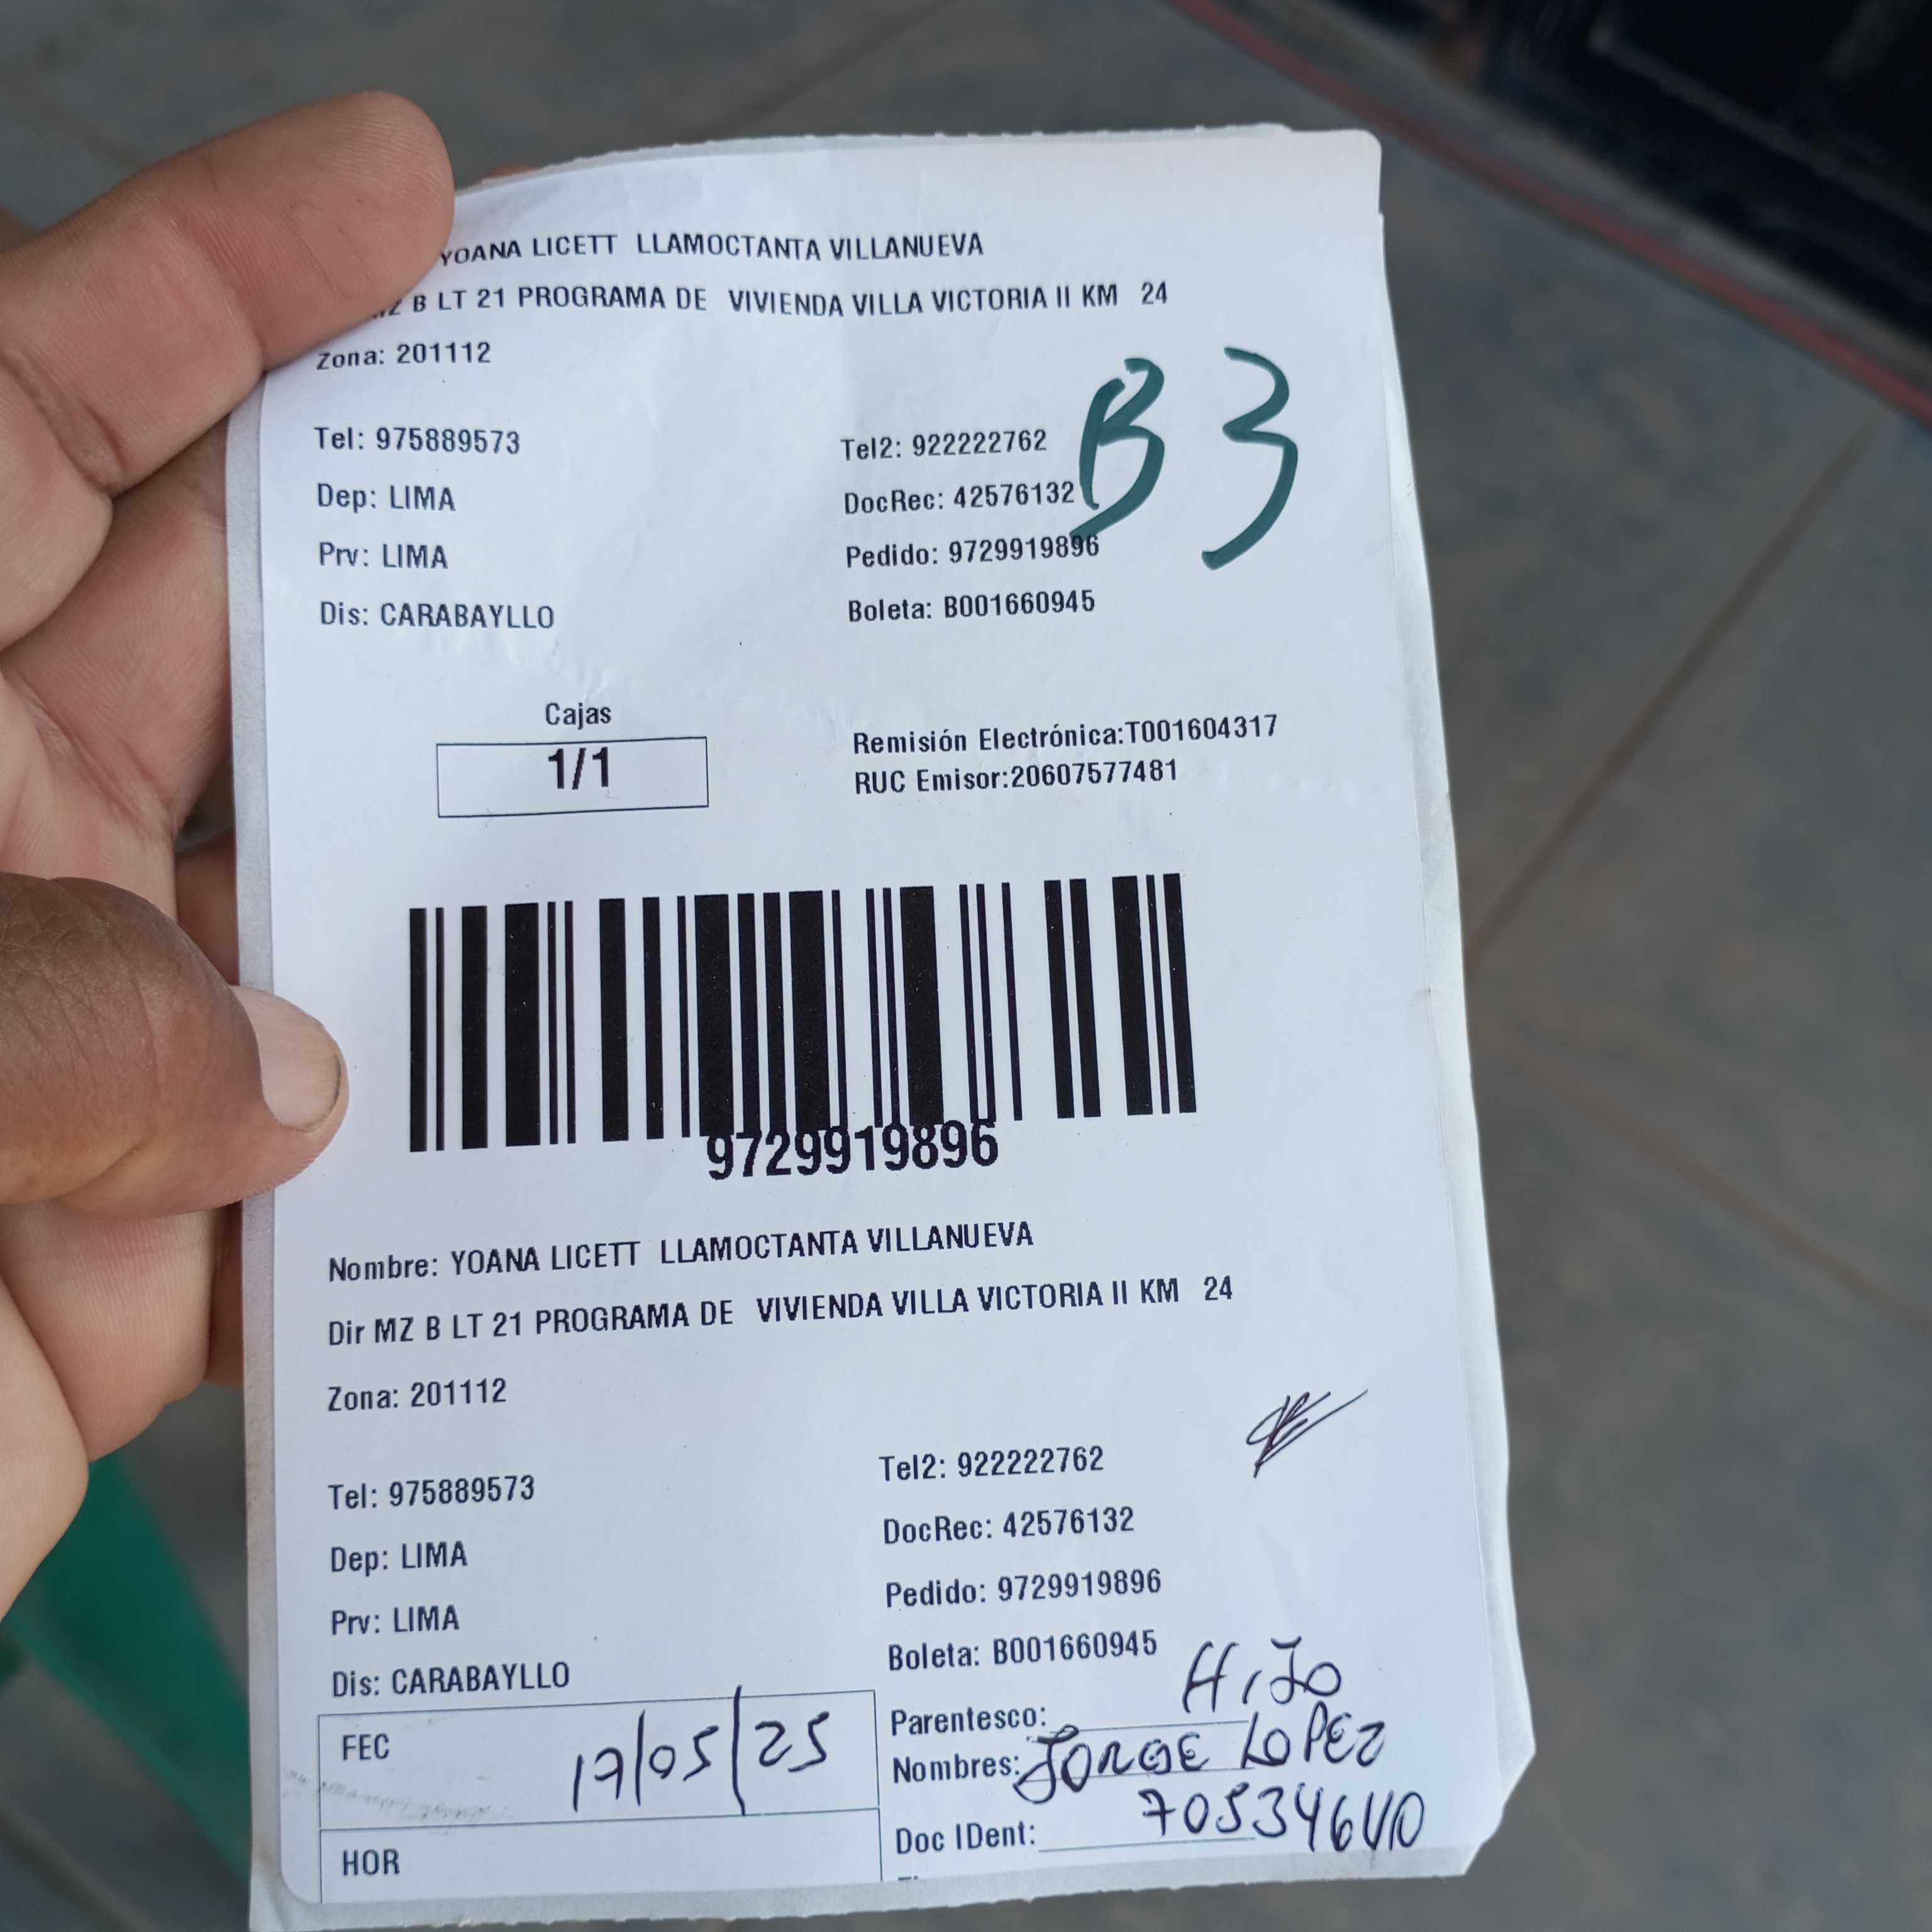 YOANA LICETT LLAMOCTANTA VILLANUEVA
MZ B LT 21 PROGRAMA DE VIVIENDA VILLA VICTORIA II KM 24
Zona: 201112
B3
Tel: 975889573 Tel2: 922222762
Dep: LIMA DocRec: 42576132
Prv: LIMA Pedido: 9729919896
Dis: CARABAYLLO Boleta: B001660945
Cajas
1/1
Remisión Electrónica:T001604317
RUC Emisor:20607577481
9729919896
Nombre: YOANA LICETT LLAMOCTANTA VILLANUEVA
Dir MZ B LT 21 PROGRAMA DE VIVIENDA VILLA VICTORIA II KM 24
Zona: 201112
Tel: 975889573 Tel2: 922222762
Dep: LIMA DocRec: 42576132
Prv: LIMA Pedido: 9729919896
Dis: CARABAYLLO Boleta: B001660945
FEC 17/05/25
HOR
Parentesco: HIJO
Nombres: JORGE LOPEZ
Doc IDent: